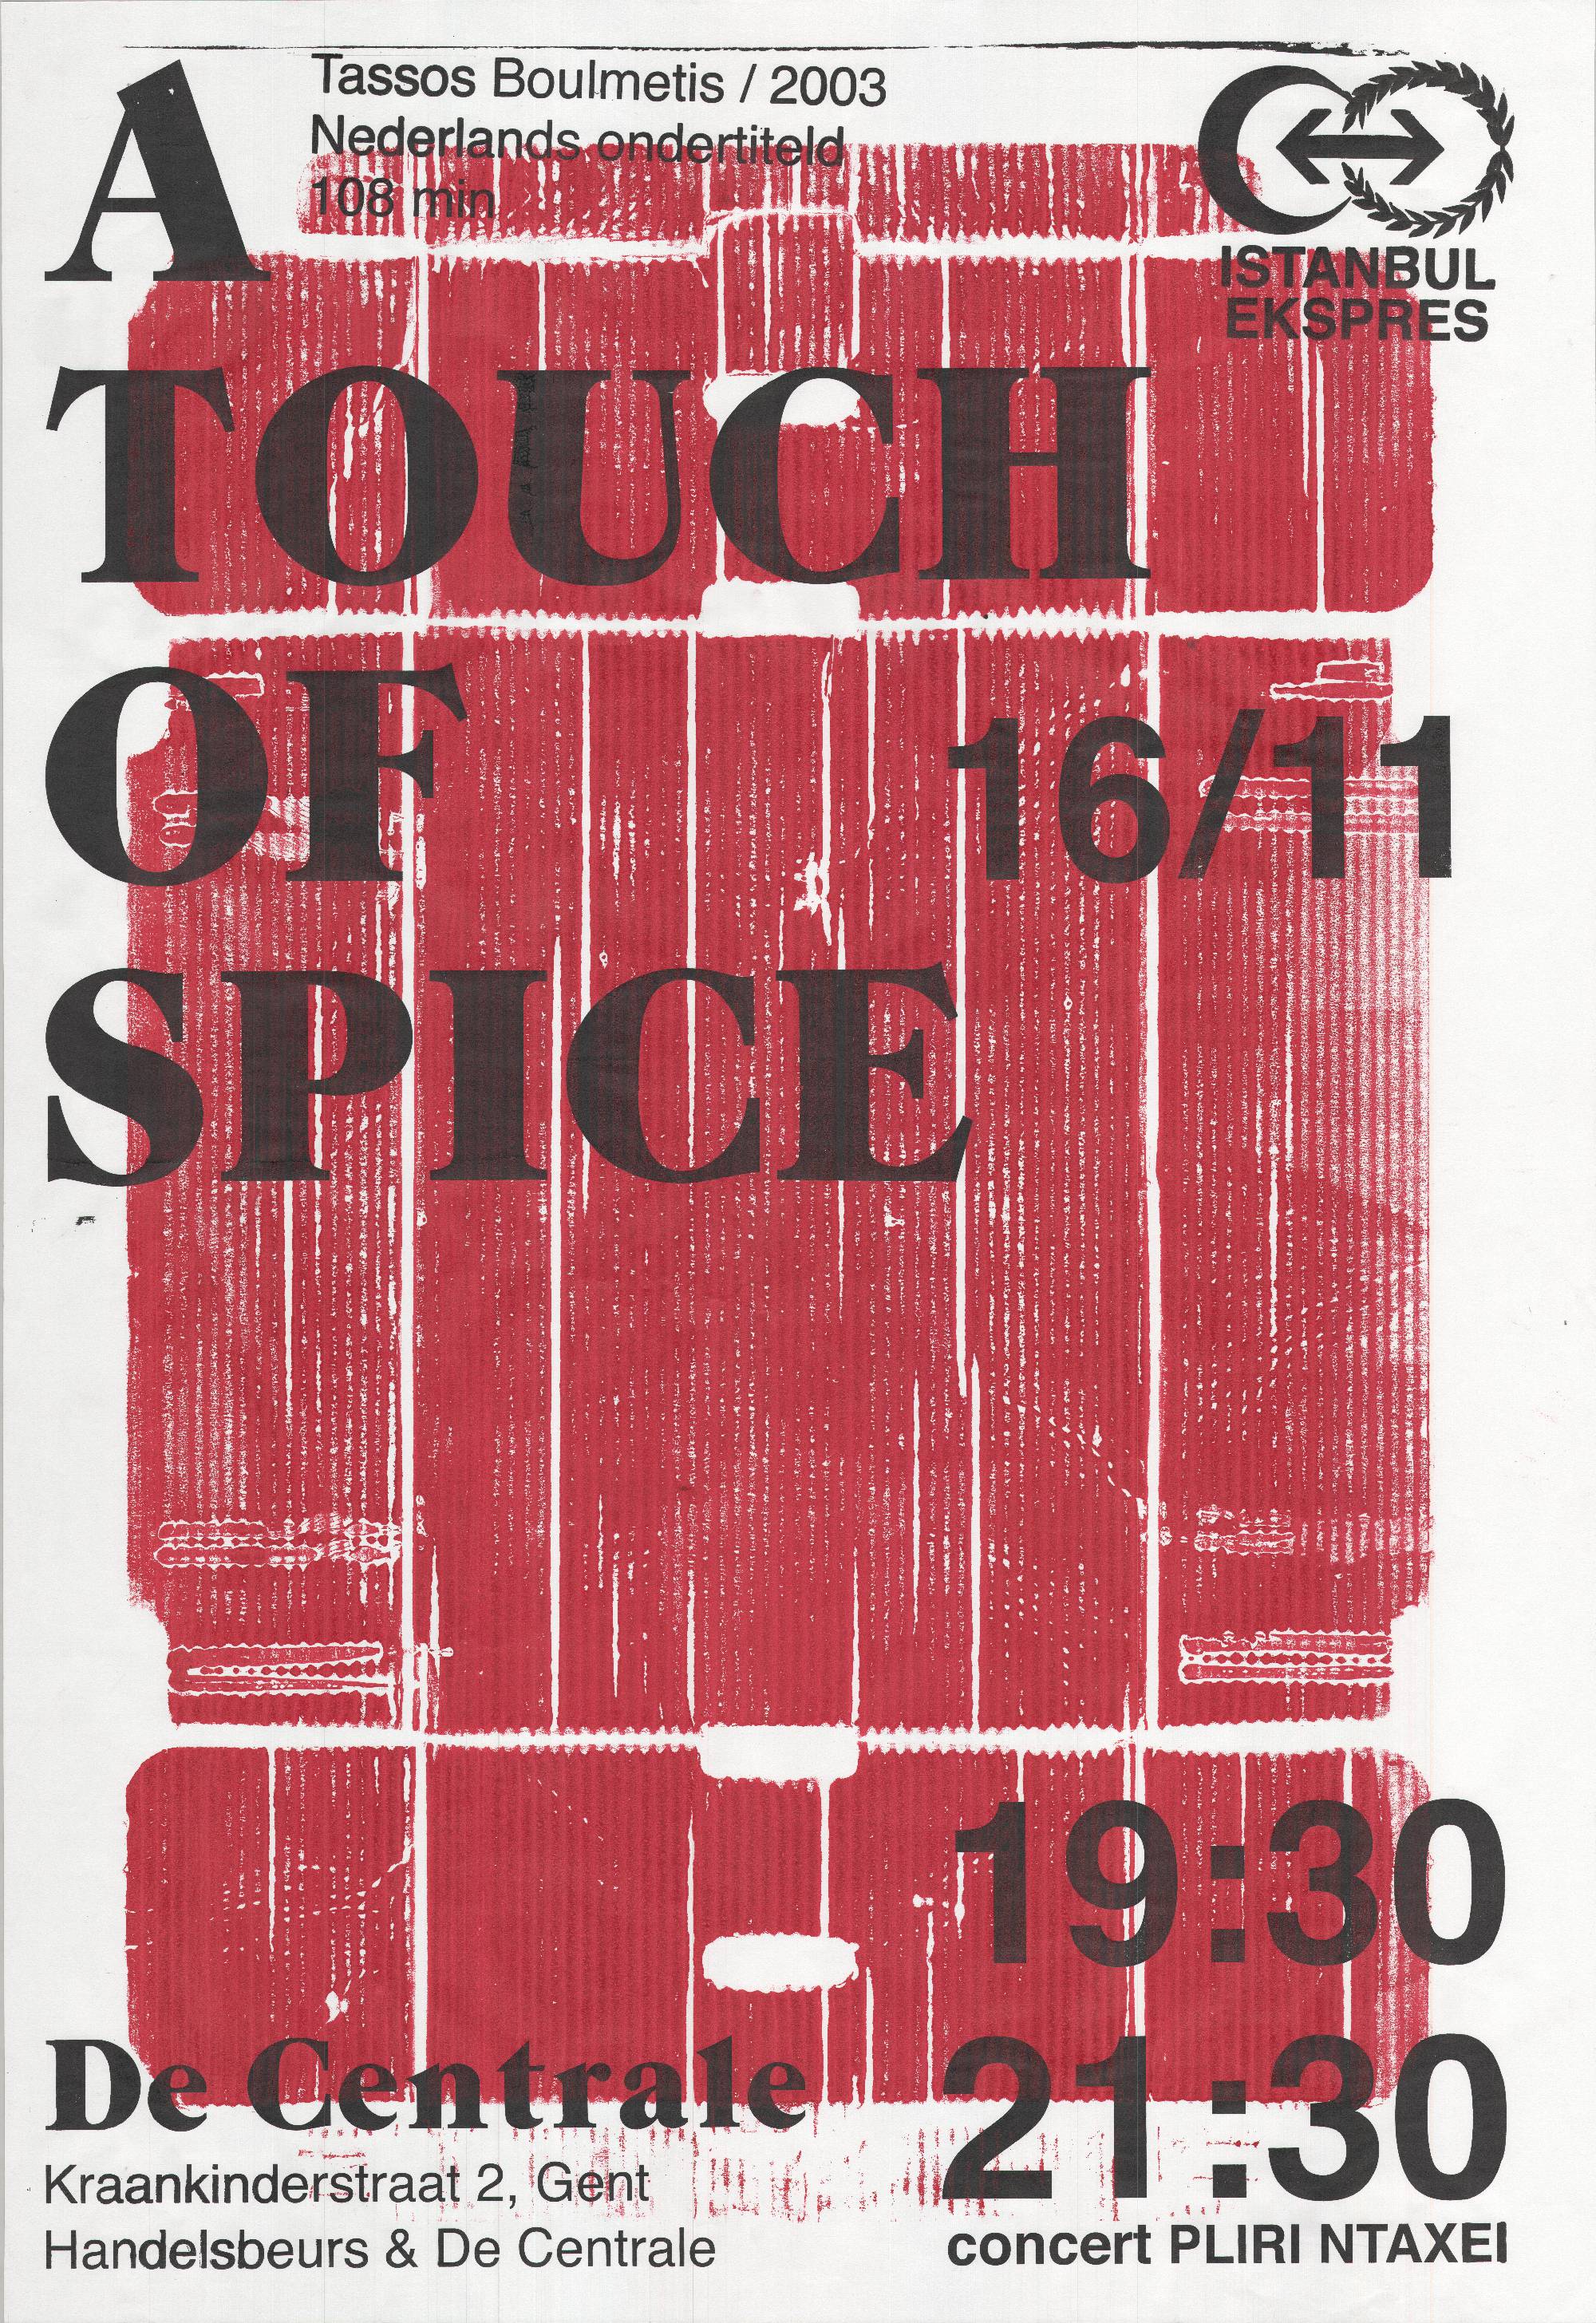 A
Tassos Boulmetis / 2003
Nederlands ondertiteld
108 min
ISTANBUL
EKSPRES
TOUCH
OF
16/11
SPICE
19:30
De Centrale
21:30
Kraankinderstraat 2, Gent
Handelsbeurs & De Centrale
concert PLIRI NTAXEI